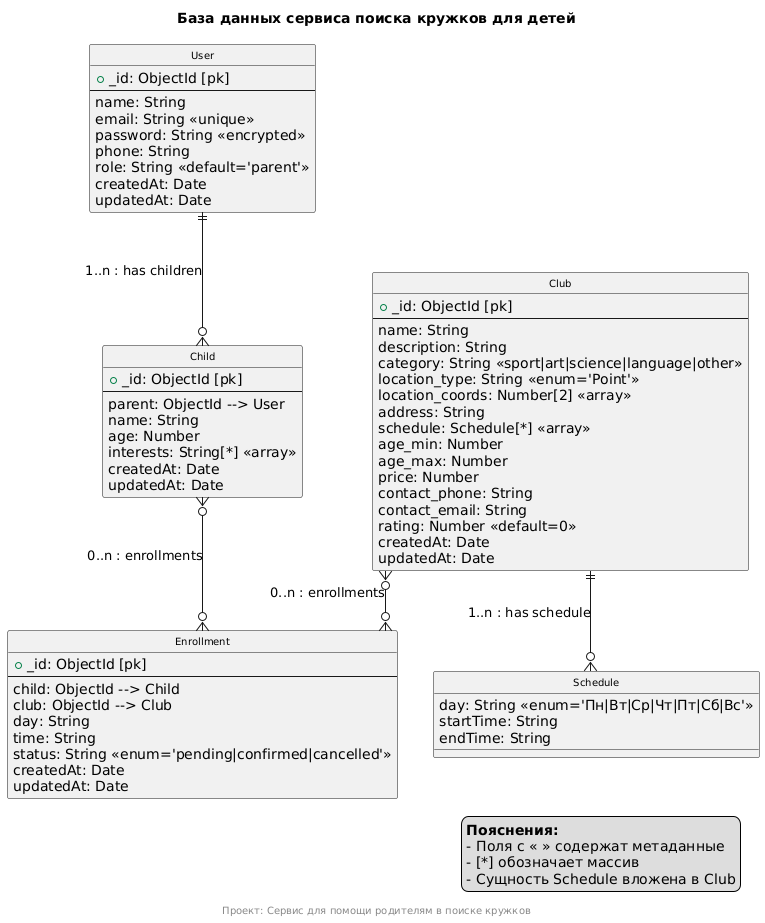 База данных сервиса поиска кружков для детей
User
_id: ObjectId [pk]
name: String
email: String «unique»
password: String «encrypted»
phone: String
role: String «default='parent'»
createdAt: Date
updatedAt: Date
1..n : has children
Club
_id: ObjectId [pk]
name: String
description: String
category: String «sport|art|science|language|other»
location_type: String «enum='Point'»
location_coords: Number[2] «array»
address: String
schedule: Schedule[*] «array»
age_min: Number
age_max: Number
price: Number
contact_phone: String
contact_email: String
rating: Number «default=0»
createdAt: Date
updatedAt: Date
Child
_id: ObjectId [pk]
parent: ObjectId --> User
name: String
age: Number
interests: String[*] «array»
createdAt: Date
updatedAt: Date
0..n : enrollments
0..n : enrollments
1..n : has schedule
Enrollment
_id: ObjectId [pk]
child: ObjectId --> Child
club: ObjectId --> Club
day: String
time: String
status: String «enum='pending|confirmed|cancelled'»
createdAt: Date
updatedAt: Date
Schedule
day: String «enum='Пн|Вт|Ср|Чт|Пт|Сб|Вс'»
startTime: String
endTime: String
Пояснения:
- Поля с « » содержат метаданные
- [*] обозначает массив
- Сущность Schedule вложена в Club
Проект: Сервис для помощи родителям в поиске кружков